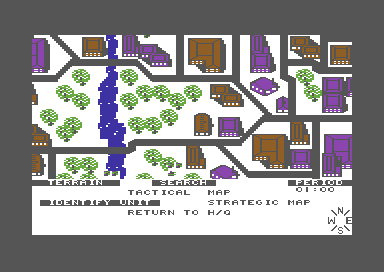 TERRAIN SEARCH PERIOD
01:00
TACTICAL MAP
IDENTIFY UNIT STRATEGIC MAP
RETURN TO H/Q
N
W E
S